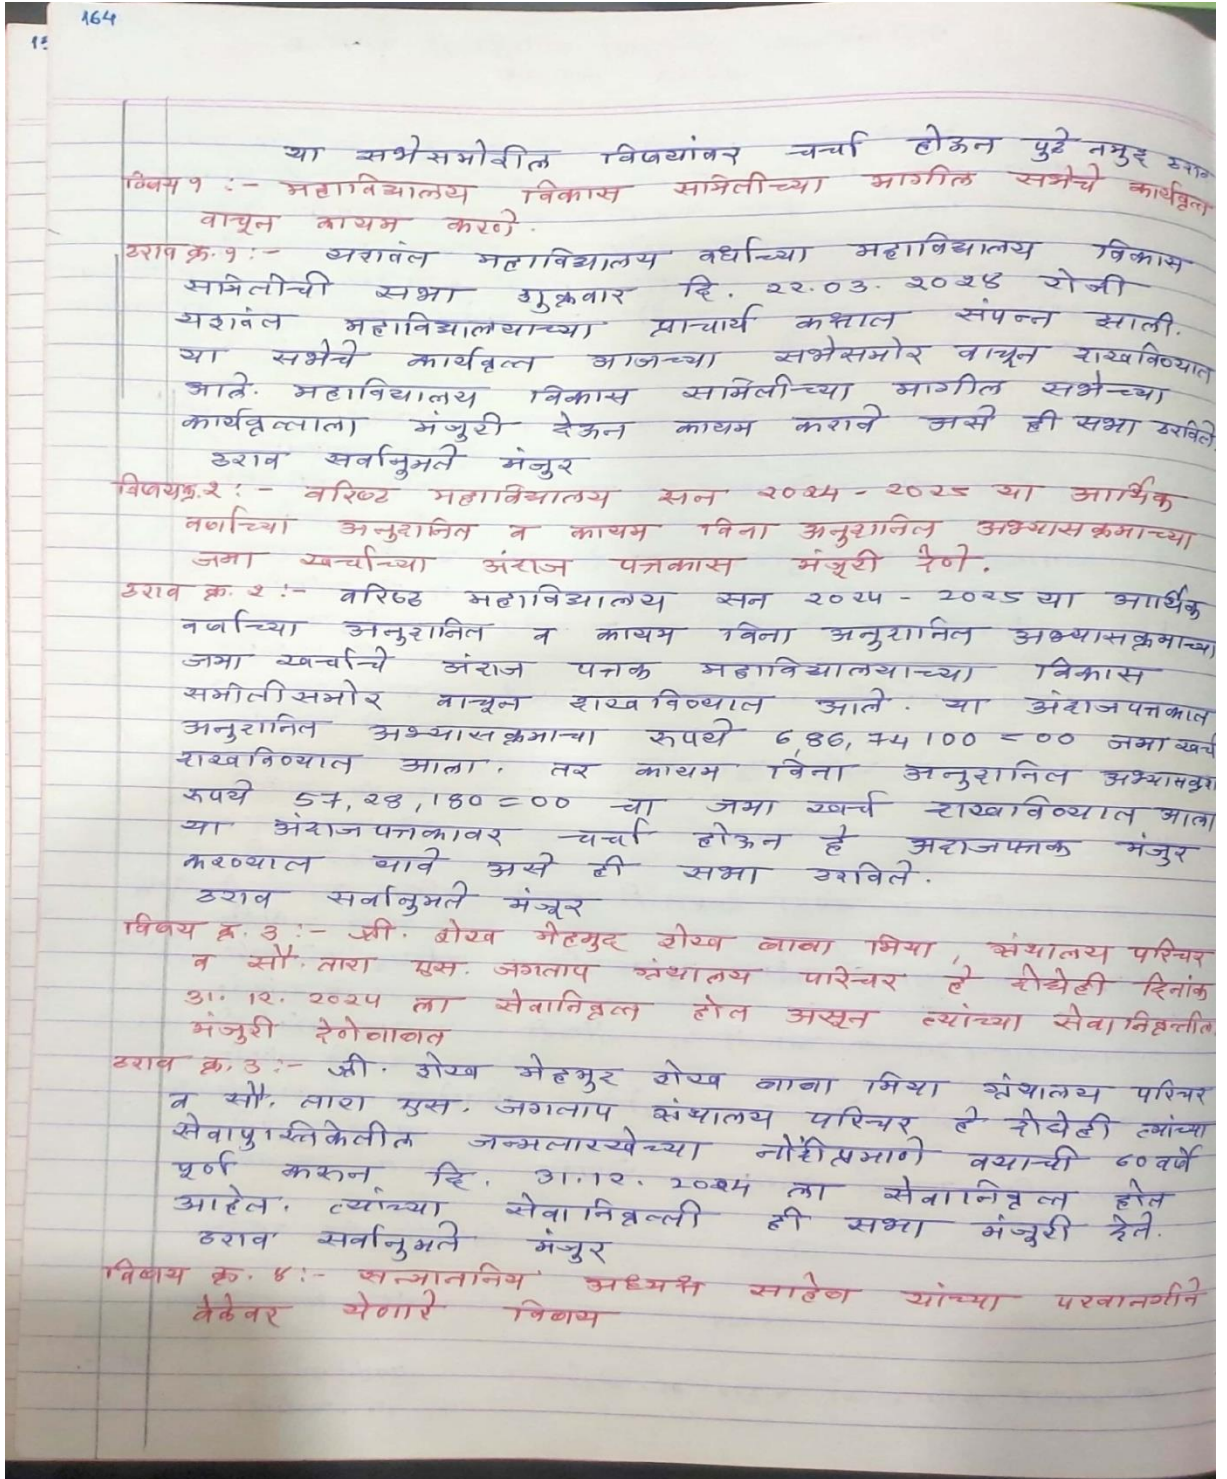 164
या सभेसमोरील विषयांवर चर्चा होऊन पुढे नमुद ठराव
विषय १ :- महाविद्यालय विकास समितीच्या मागील सभेचे कार्यवृत्त
वाचून कायम करणे.
ठराव क्र. १ :- यशवंत महाविद्यालय वर्धाच्या महाविद्यालय विकास
समितीची सभा शुक्रवार दि. २२.०३.२०२४ रोजी
यशवंत महाविद्यालयाच्या प्राचार्य कक्षात संपन्न झाली.
या सभेचे कार्यवृत्त आजच्या सभेसमोर वाचून दाखविण्यात
आले. महाविद्यालय विकास समितीच्या मागील सभेच्या
कार्यवृत्ताला मंजुरी देऊन कायम करावे असे ही सभा ठरविते
ठराव सर्वानुमते मंजुर
विषय क्र. २ :- वरिष्ठ महाविद्यालय सन २०२४ - २०२५ या आर्थिक
वर्षाच्या अनुदानित व कायम विना अनुदानित अभ्यासक्रमाच्या
जमा खर्चाच्या अंदाज पत्रकास मंजूरी देणे.
ठराव क्र. २ :- वरिष्ठ महाविद्यालय सन २०२४ - २०२५ या आर्थिक
वर्षाच्या अनुदानित व कायम विना अनुदानित अभ्यासक्रमाच्या
जमा खर्चाचे अंदाज पत्रक महाविद्यालयाच्या विकास
समीतीसमोर वाचून दाखविण्यात आले. या अंदाजपत्रकात
अनुदानित अभ्यासक्रमाचा रुपये 6,86,74100=00 जमा खर्च
दाखविण्यात आला. तर कायम विना अनुदानित
रुपये 57,28,180=00 चा जमा खर्च दाखविण्यात आला
या अंदाजपत्रकावर चर्चा होऊन हे अदाजपत्रक मंजुर
करण्यात यावे असे ही सभा ठरविते.
ठराव सर्वानुमते मंजूर
विषय क्र. ३ :- श्री. शेख मेहमुद शेख बाबा मिया, ग्रंथालय परिचर
व सौ. तारा एस. जगताप ग्रंथालय परिचर हे दोघेही दिनांक
३१.१२.२०२४ ला सेवानिवृत्त होत असून त्यांच्या सेवानिवृत्तीला
मंजुरी देणेबाबत
ठराव क्र. ३ :- श्री. शेख मेहमुद शेख बाबा मिया ग्रंथालय परिचर
व सौ. तारा एस. जगताप ग्रंथालय परिचर हे दोघेही त्यांच्या
सेवापुस्तिकेतील जन्मतारखेच्या नोंदीप्रमाणे वयाची ६० वर्षे
पूर्ण करून दि. ३१.१२.२०२४ ला सेवानिवृत्त होत
आहेत. त्यांच्या सेवानिवृत्ती ही सभा मंजुरी देते.
ठराव सर्वानुमते मंजुर
विषय क्र. ४ :- सन्माननिय अध्यक्ष साहेब यांच्या परवानगीने
वेळेवर येणारे विषय